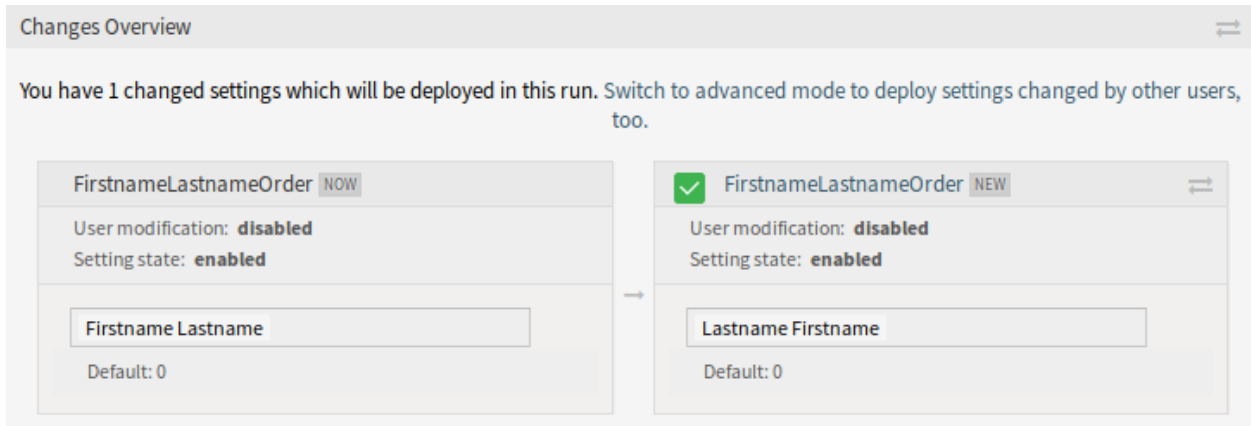 Changes Overview
You have 1 changed settings which will be deployed in this run. Switch to advanced mode to deploy settings changed by other users,
too.
FirstnameLastnameOrder NOW
User modification: disabled
Setting state: enabled
Firstname Lastname
Default: 0
FirstnameLastnameOrder NEW
User modification: disabled
Setting state: enabled
Lastname Firstname
Default: 0